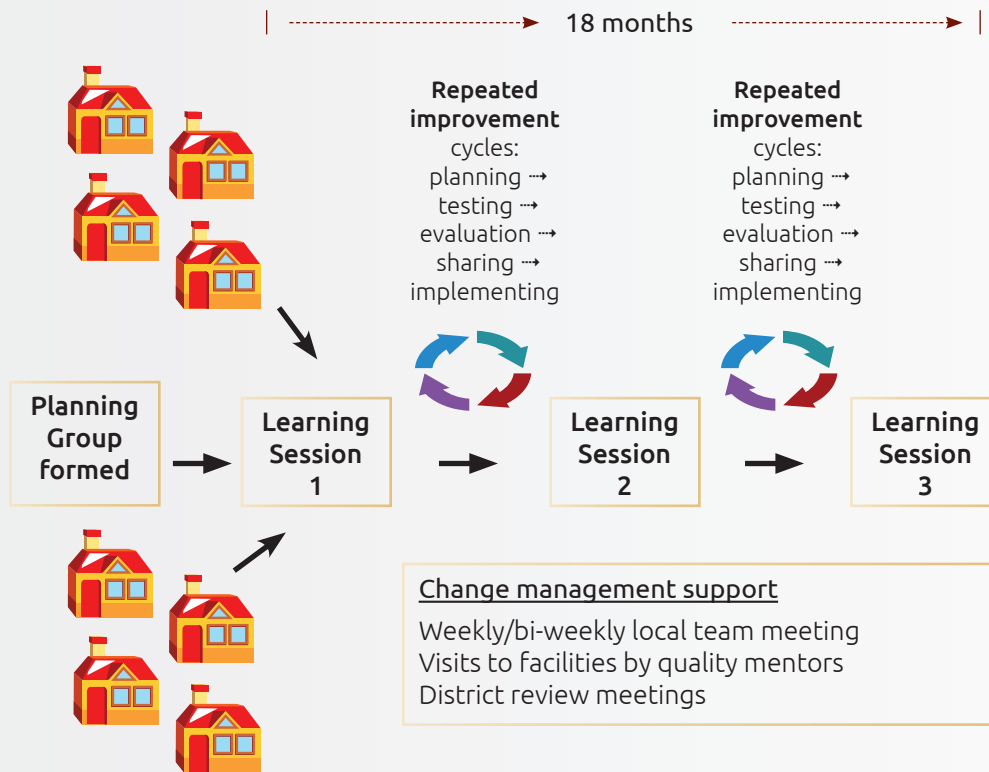 18 months
Repeated
improvement
cycles:
planning ⇢
testing ⇢
evaluation ⇢
sharing ⇢
implementing
Repeated
improvement
cycles:
planning ⇢
testing ⇢
evaluation ⇢
sharing ⇢
implementing
Planning
Group
formed
Learning
Session
1
Learning
Session
2
Learning
Session
3
Change management support
Weekly/bi-weekly local team meeting
Visits to facilities by quality mentors
District review meetings